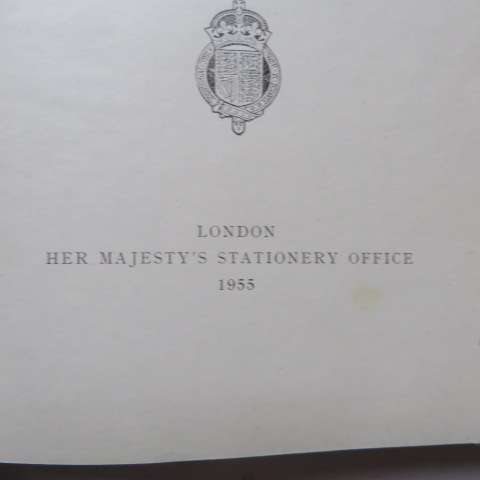 LONDON
HER MAJESTY'S STATIONERY OFFICE
1955